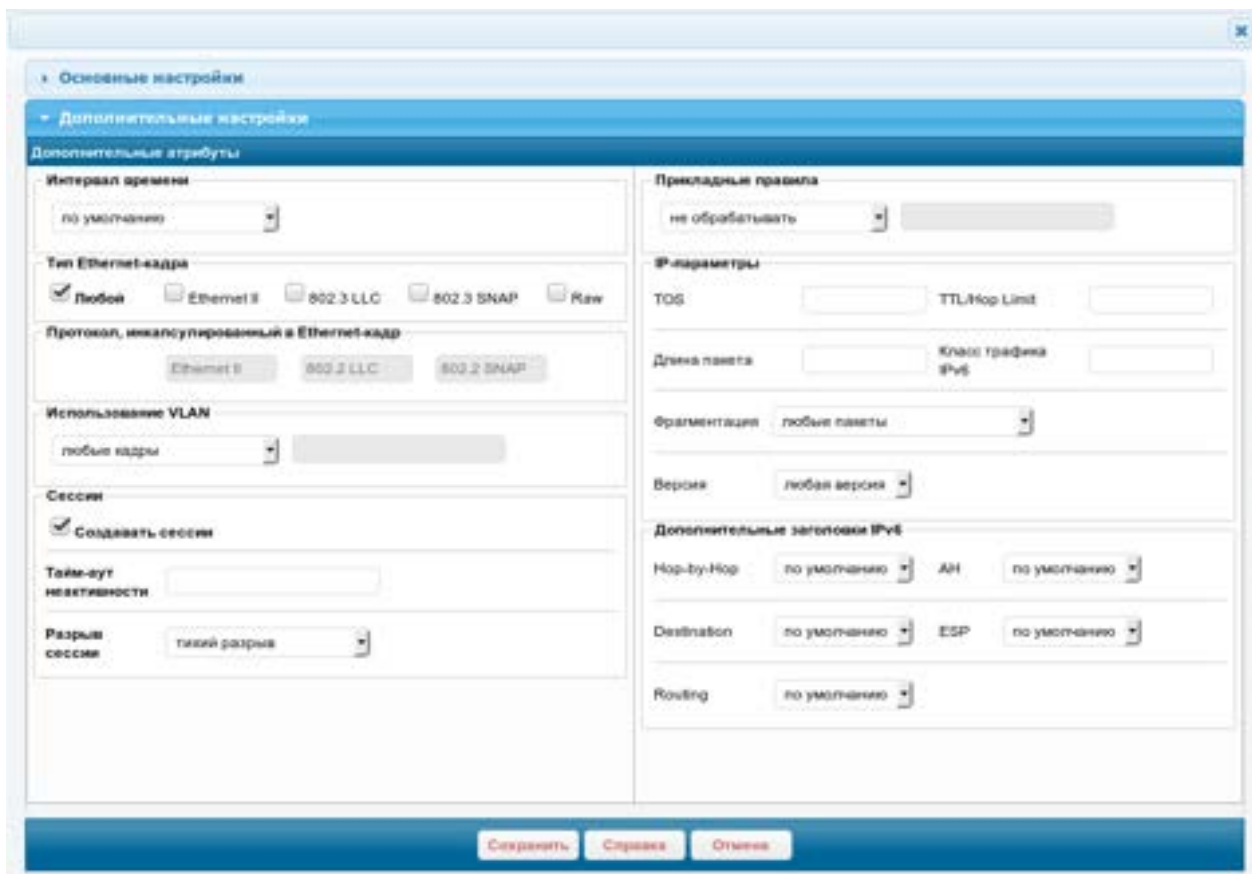 Основные настройки
Дополнительные настройки
Дополнительные атрибуты
Интервал времени
по умолчанию
Тип Ethernet-кадра
Любой Ethernet II 802.3 LLC 802.3 SNAP Raw
Протокол, инкапсулированный в Ethernet-кадр
Ethernet II 802.2 LLC 802.2 SNAP
Использование VLAN
любые кадры
Сессии
Создавать сессии
Тайм-аут
неактивности
Разрыв
сессии
тихий разрыв
Прикладные правила
не обрабатывать
IP-параметры
TOS TTL/Hop Limit
Длина пакета Класс трафика
IPv6
Фрагментация любые пакеты
Версия любая версия
Дополнительные заголовки IPv6
Hop-by-Hop по умолчанию AH по умолчанию
Destination по умолчанию ESP по умолчанию
Routing по умолчанию
Сохранить Справка Отмена